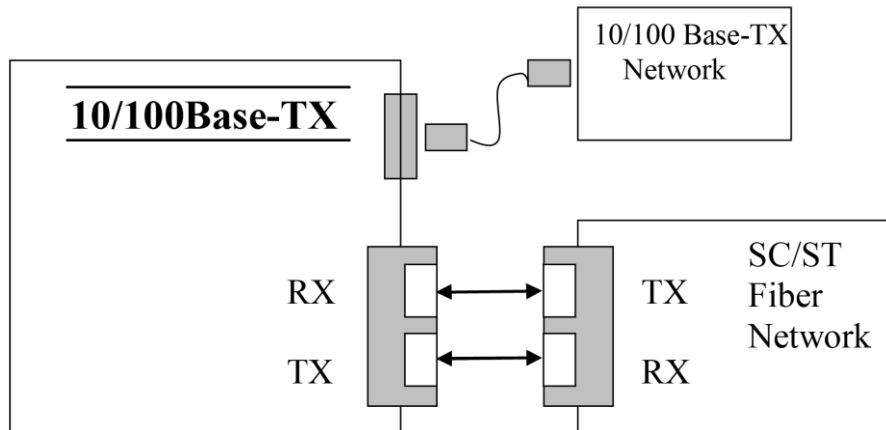 10/100 Base-TX
Network
10/100Base-TX
RX
TX
TX
RX
SC/ST
Fiber
Network